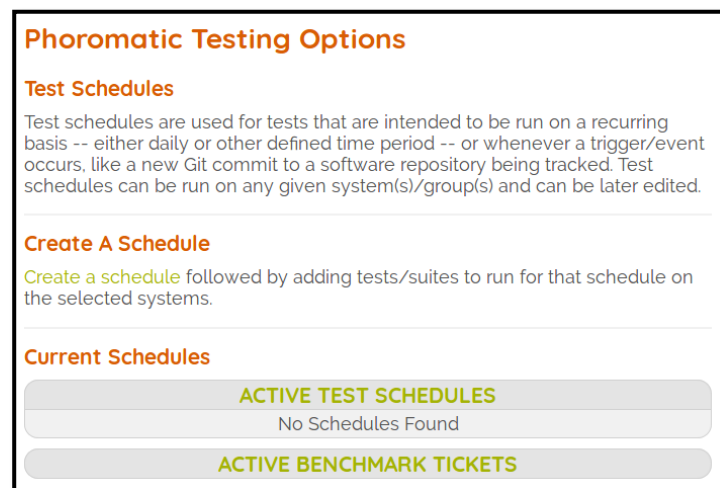 Phoromatic Testing Options
Test Schedules
Test schedules are used for tests that are intended to be run on a recurring
basis -- either daily or other defined time period -- or whenever a trigger/event
occurs, like a new Git commit to a software repository being tracked. Test
schedules can be run on any given system(s)/group(s) and can be later edited.
Create A Schedule
Create a schedule followed by adding tests/suites to run for that schedule on
the selected systems.
Current Schedules
ACTIVE TEST SCHEDULES
No Schedules Found
ACTIVE BENCHMARK TICKETS